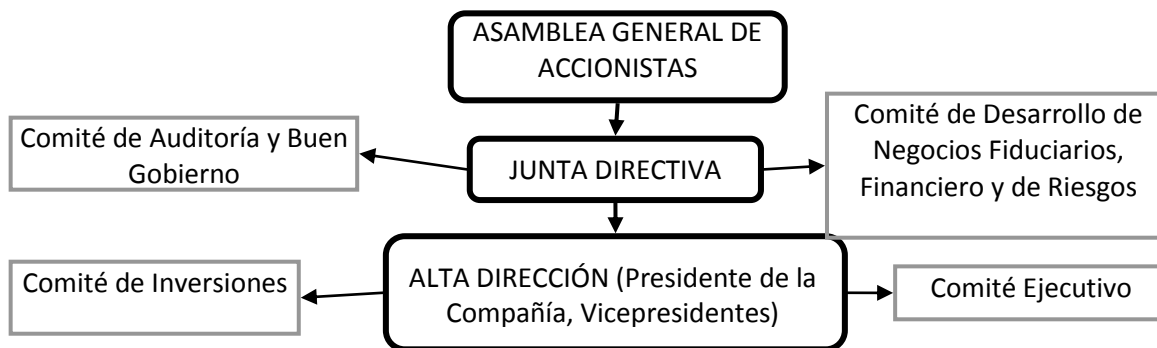 ASAMBLEA GENERAL DE
ACCIONISTAS
Comité de Auditoría y Buen
Gobierno
JUNTA DIRECTIVA
Comité de Desarrollo de
Negocios Fiduciarios,
Financiero y de Riesgos
Comité de Inversiones
ALTA DIRECCIÓN (Presidente de la
Compañía, Vicepresidentes)
Comité Ejecutivo